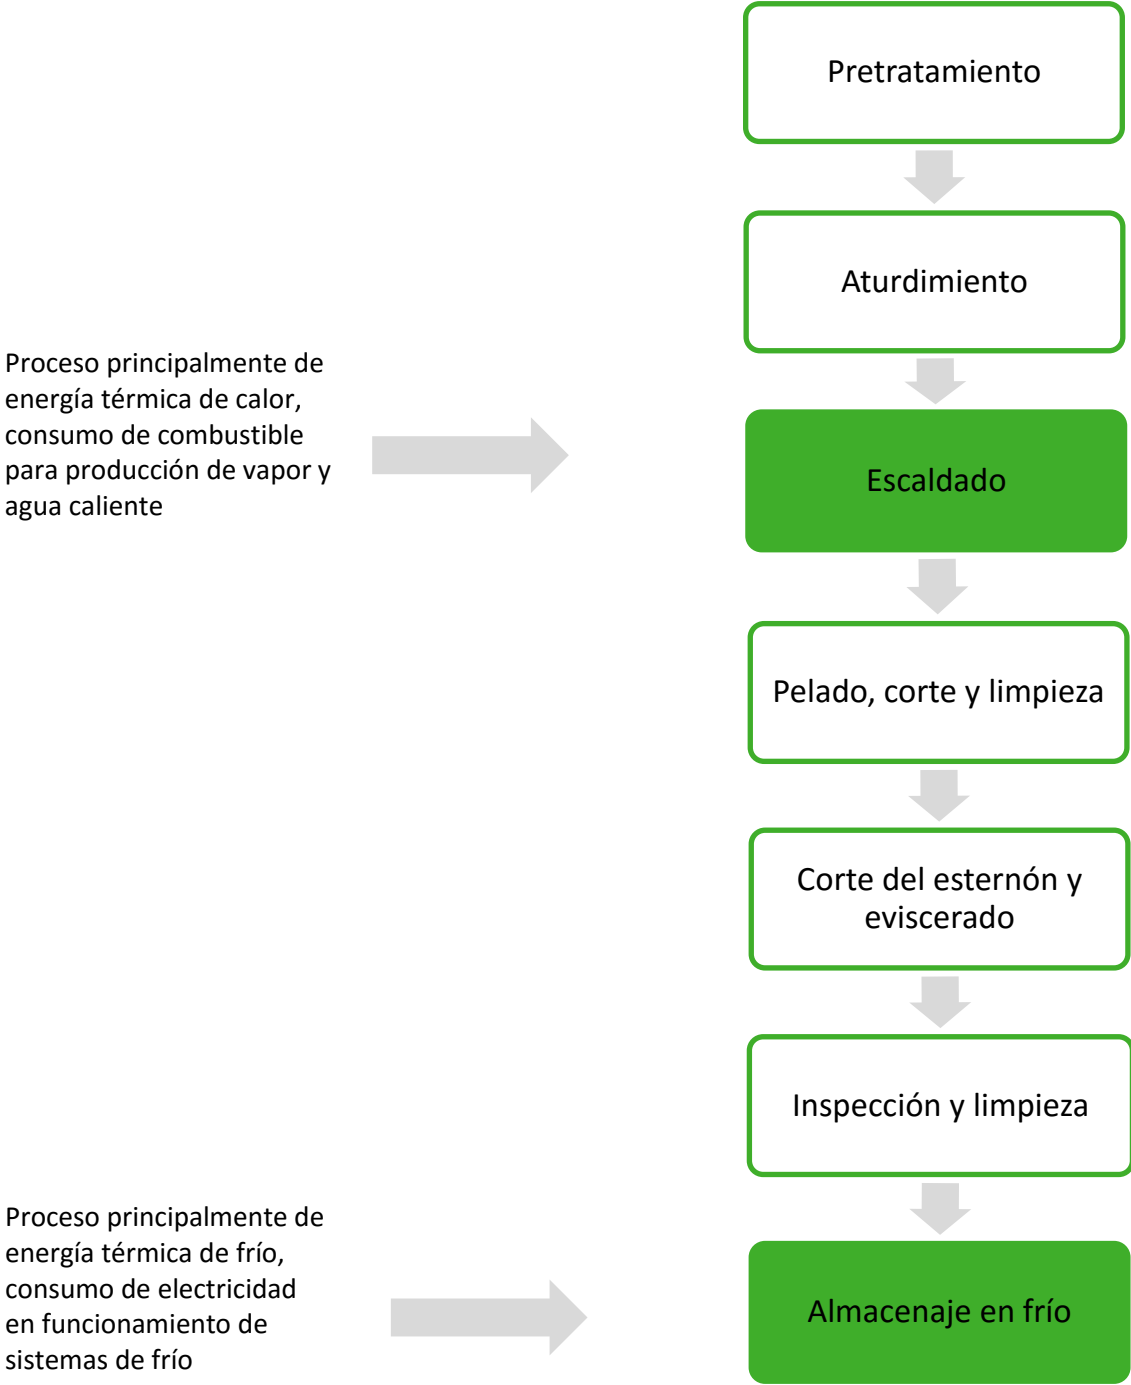 Pretratamiento
Aturdimiento
Proceso principalmente de
energía térmica de calor,
consumo de combustible
para producción de vapor y
agua caliente
Escaldado
Pelado, corte y limpieza
Corte del esternón y
eviscerado
Inspección y limpieza
Proceso principalmente de
energía térmica de frío,
consumo de electricidad
en funcionamiento de
sistemas de frío
Almacenaje en frío